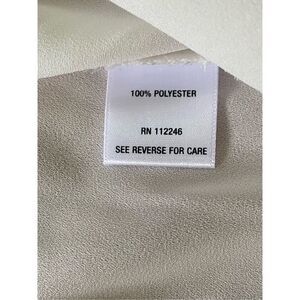 100% POLYESTER
RN 112246
SEE REVERSE FOR CARE